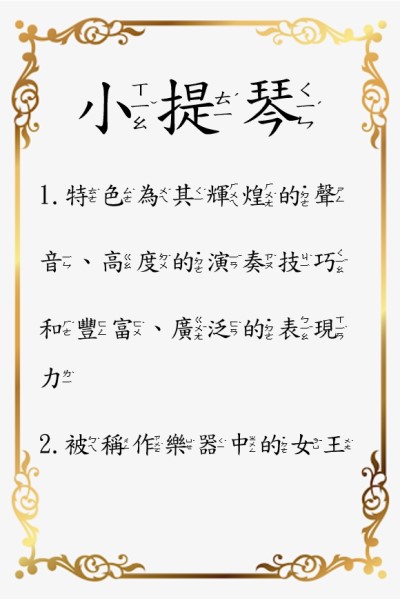 小提琴
1.特色為其輝煌的聲
音、高度的演奏技巧
和豐富、廣泛的表現
力
2.被稱作樂器中的女王